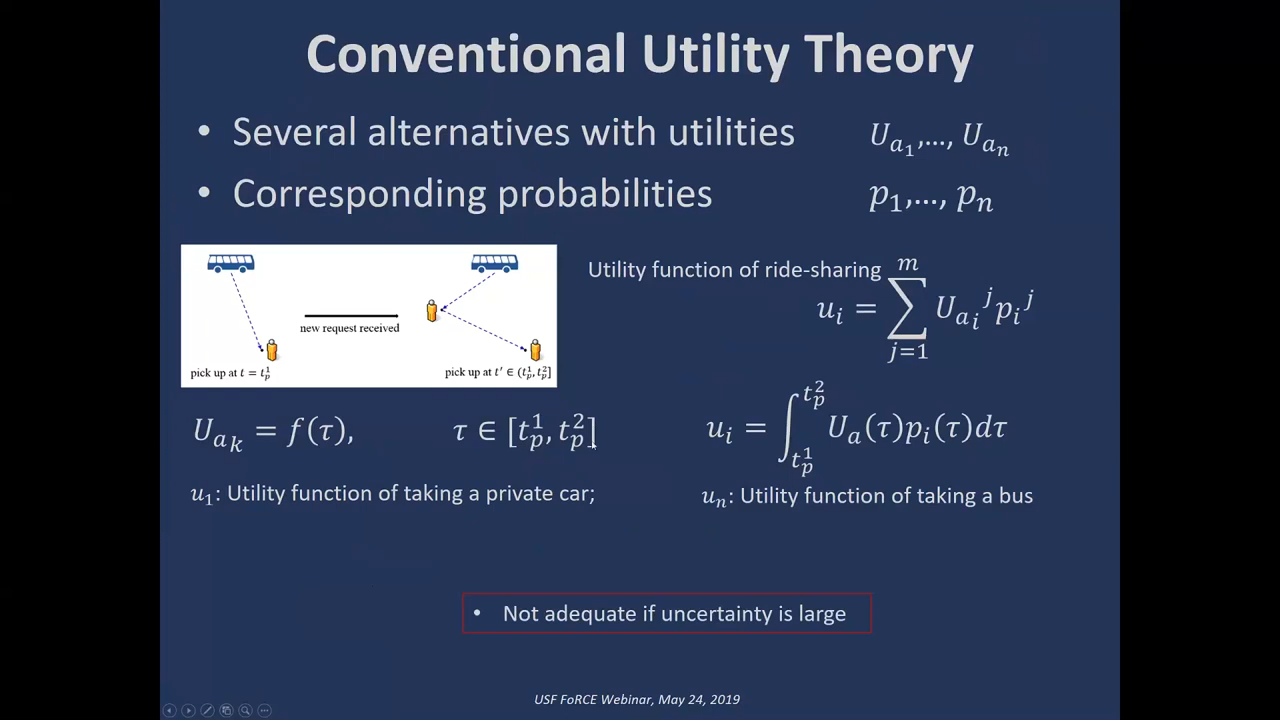 Conventional Utility Theory
• Several alternatives with utilities U_{a_1},…, U_{a_n}
• Corresponding probabilities p_1,…, p_n
new request received
pick up at t = t_p^1
pick up at t' ∈ (t_p^1, t_p^2]
Utility function of ride-sharing
u_i = \sum_{j=1}^{m} U_{a_i}^j p_i^j
U_{a_k} = f(τ), τ ∈ [t_p^1, t_p^2]
u_i = \int_{t_p^1}^{t_p^2} U_a(τ)p_i(τ)dτ
u_1: Utility function of taking a private car;
u_n: Utility function of taking a bus
• Not adequate if uncertainty is large
USF FoRCE Webinar, May 24, 2019